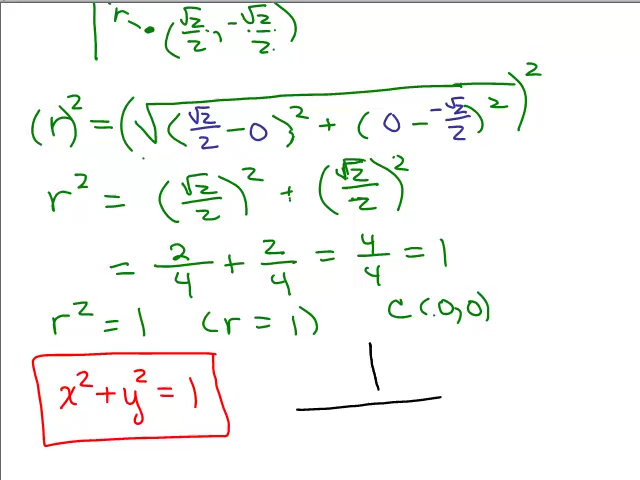 r (√2/2, -√2/2)
(r)² = (√((√2/2 - 0)² + (0 - -√2/2)²))²
r² = (√2/2)² + (√2/2)²
= 2/4 + 2/4 = 4/4 = 1
r² = 1 (r = 1) C(0,0)
x² + y² = 1